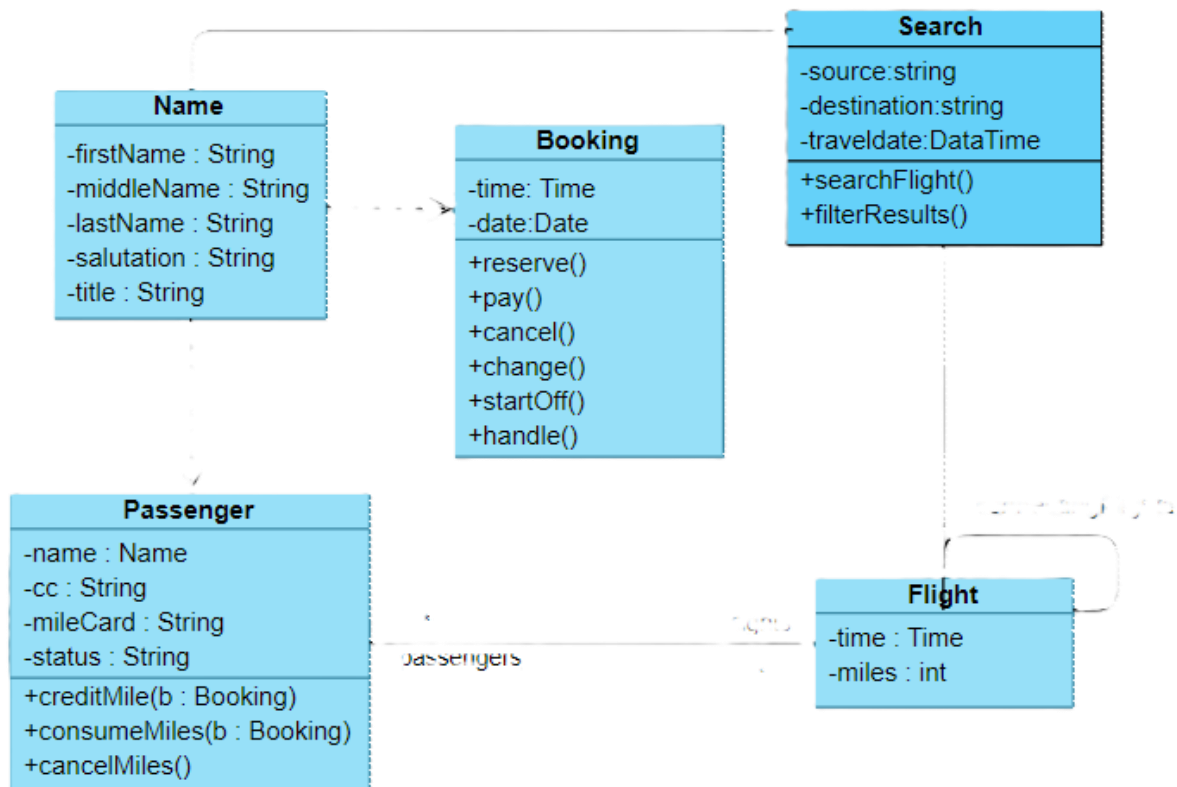 Search
-source:string
-destination:string
-traveldate:DataTime
+searchFlight()
+filterResults()
Name
-firstName : String
-middleName : String
-lastName : String
-salutation : String
-title : String
Booking
-time: Time
-date:Date
+reserve()
+pay()
+cancel()
+change()
+startOff()
+handle()
Passenger
-name : Name
-cc : String
-mileCard : String
-status : String
+creditMile(b : Booking)
+consumeMiles(b : Booking)
+cancelMiles()
*
passengers
Flight
-time : Time
-miles : int